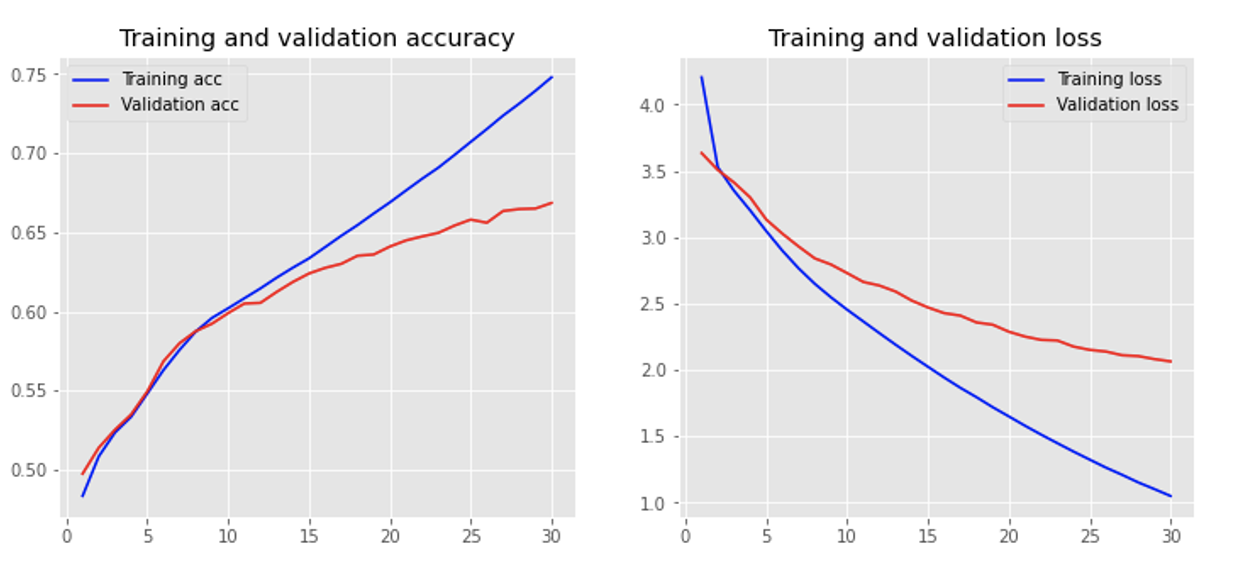 Training and validation accuracy
Training acc
Validation acc
0.75
0.70
0.65
0.60
0.55
0.50
0 5 10 15 20 25 30
Training and validation loss
Training loss
Validation loss
4.0
3.5
3.0
2.5
2.0
1.5
1.0
0 5 10 15 20 25 30